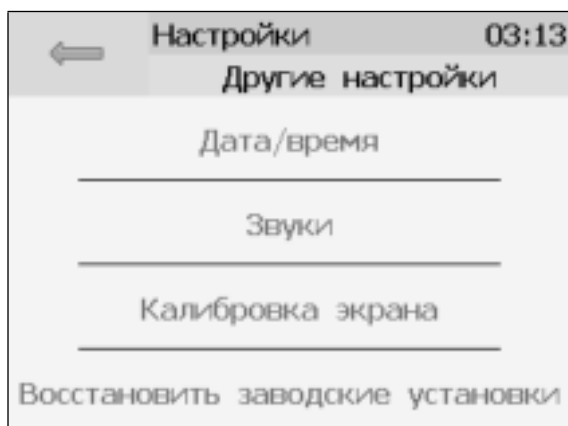 Настройки 03:13
Другие настройки
Дата/время
Звуки
Калибровка экрана
Восстановить заводские установки